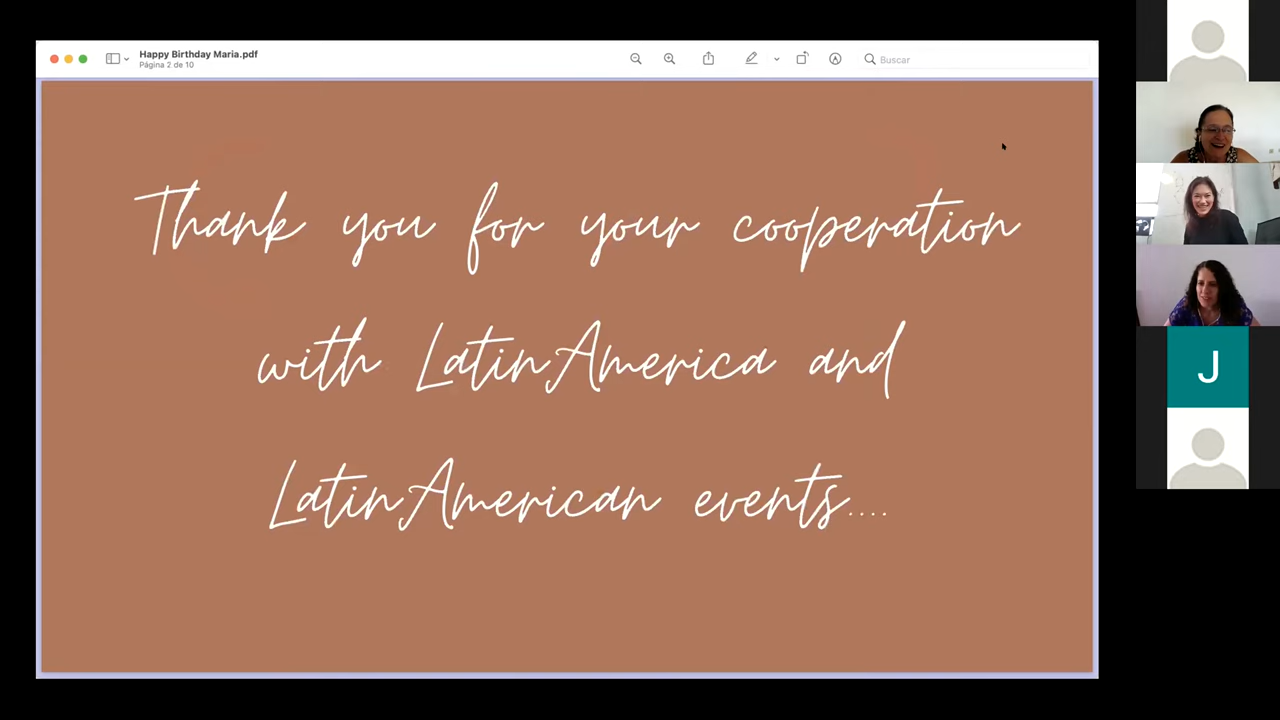 Happy Birthday Maria.pdf
Página 2 de 10
Buscar
Thank you for your cooperation
with LatinAmerica and
LatinAmerican events....
J